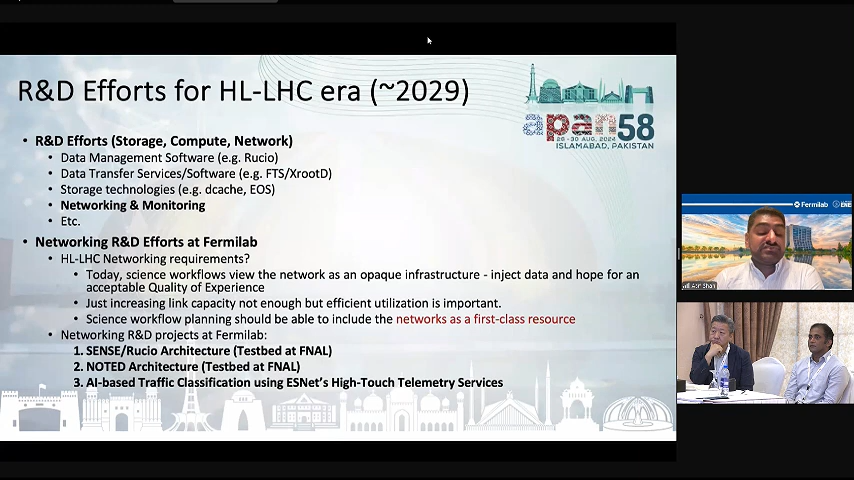 R&D Efforts for HL-LHC era (~2029)
apan58
26 - 30 AUG, 2024
ISLAMABAD, PAKISTAN
• R&D Efforts (Storage, Compute, Network)
• Data Management Software (e.g. Rucio)
• Data Transfer Services/Software (e.g. FTS/XrootD)
• Storage technologies (e.g. dcache, EOS)
• Networking & Monitoring
• Etc.
• Networking R&D Efforts at Fermilab
• HL-LHC Networking requirements?
• Today, science workflows view the network as an opaque infrastructure - inject data and hope for an
acceptable Quality of Experience
• Just increasing link capacity not enough but efficient utilization is important.
• Science workflow planning should be able to include the networks as a first-class resource
• Networking R&D projects at Fermilab:
1. SENSE/Rucio Architecture (Testbed at FNAL)
2. NOTED Architecture (Testbed at FNAL)
3. AI-based Traffic Classification using ESNet's High-Touch Telemetry Services
Fermilab